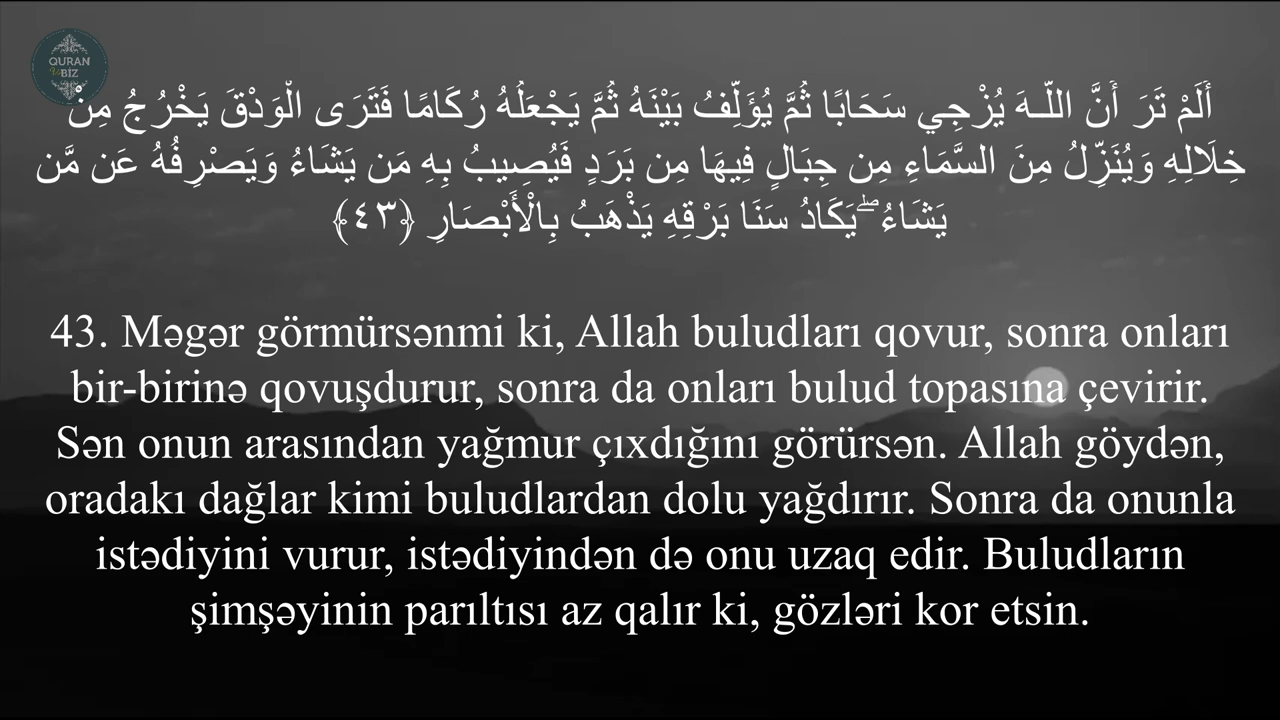 QURAN
və
BİZ
أَلَمْ تَرَ أَنَّ اللَّـهَ يُزْجِي سَحَابًا ثُمَّ يُؤَلِّفُ بَيْنَهُ ثُمَّ يَجْعَلُهُ رُكَامًا فَتَرَى الْوَدْقَ يَخْرُجُ مِنْ
خِلَالِهِ وَيُنَزِّلُ مِنَ السَّمَاءِ مِن جِبَالٍ فِيهَا مِن بَرَدٍ فَيُصِيبُ بِهِ مَن يَشَاءُ وَيَصْرِفُهُ عَن مَّن
يَشَاءُ ۖ يَكَادُ سَنَا بَرْقِهِ يَذْهَبُ بِالْأَبْصَارِ ﴿٤٣﴾
43. Məgər görmürsənmi ki, Allah buludları qovur, sonra onları
bir-birinə qovuşdurur, sonra da onları bulud topasına çevirir.
Sən onun arasından yağmur çıxdığını görürsən. Allah göydən,
oradakı dağlar kimi buludlardan dolu yağdırır. Sonra da onunla
istədiyini vurur, istədiyindən də onu uzaq edir. Buludların
şimşəyinin parıltısı az qalır ki, gözləri kor etsin.